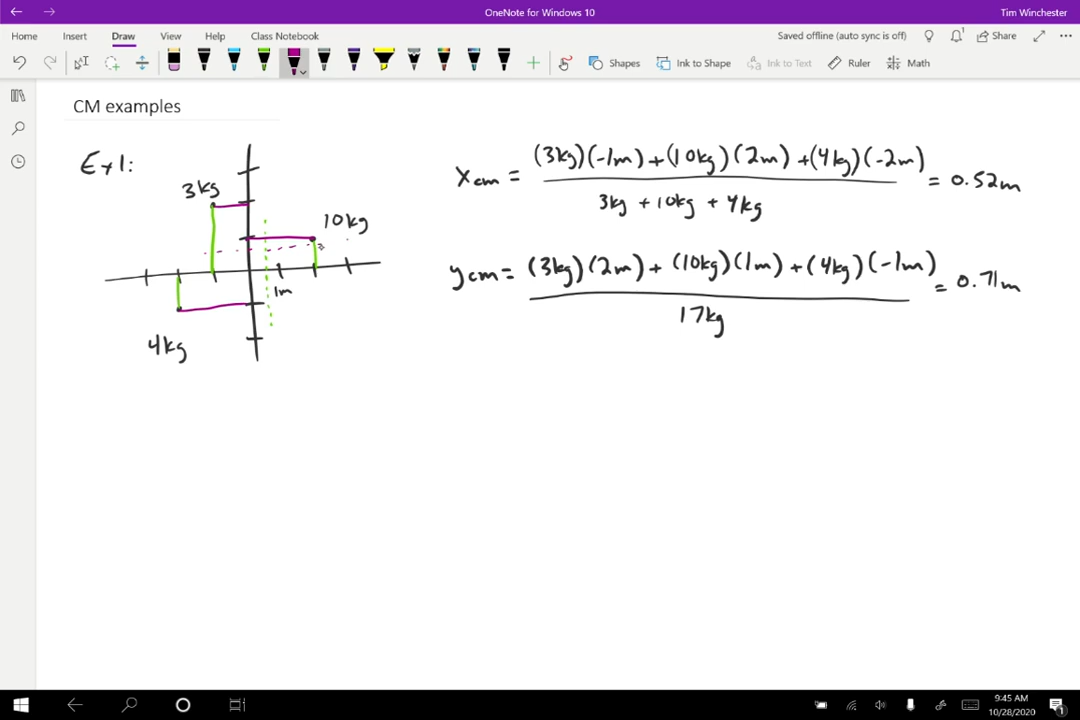 OneNote for Windows 10
Tim Winchester
Home Insert Draw View Help Class Notebook
Saved offline (auto sync is off) Share
Shapes Ink to Shape Ink to Text Ruler Math
CM examples
Ex1:
3kg
10kg
1m
4kg
xcm = (3kg)(-1m)+(10kg)(2m)+(4kg)(-2m)
= 0.52m
3kg + 10kg + 4kg
ycm = (3kg)(2m)+(10kg)(1m)+(4kg)(-1m)
= 0.71m
17kg
9:45 AM
10/28/2020
1